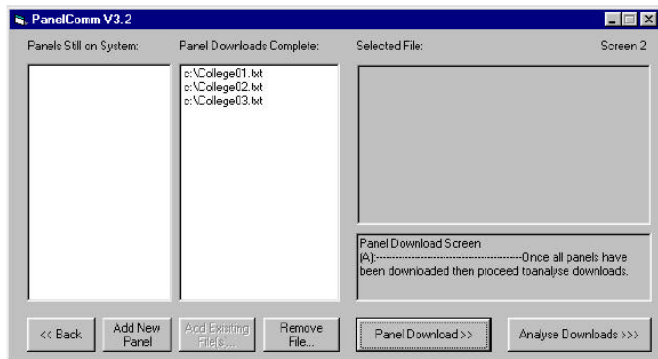 PanelComm V3.2
Panels Still on System:
Panel Downloads Complete:
Selected File:
Screen 2
c:\College01.txt
c:\College02.txt
c:\College03.txt
Panel Download Screen
(A):------------------------------------------Once all panels have
been downloaded then proceed toanalyse downloads.
<< Back
Add New
Panel
Add Existing
File(s)...
Remove
File...
Panel Download >>
Analyse Downloads >>>